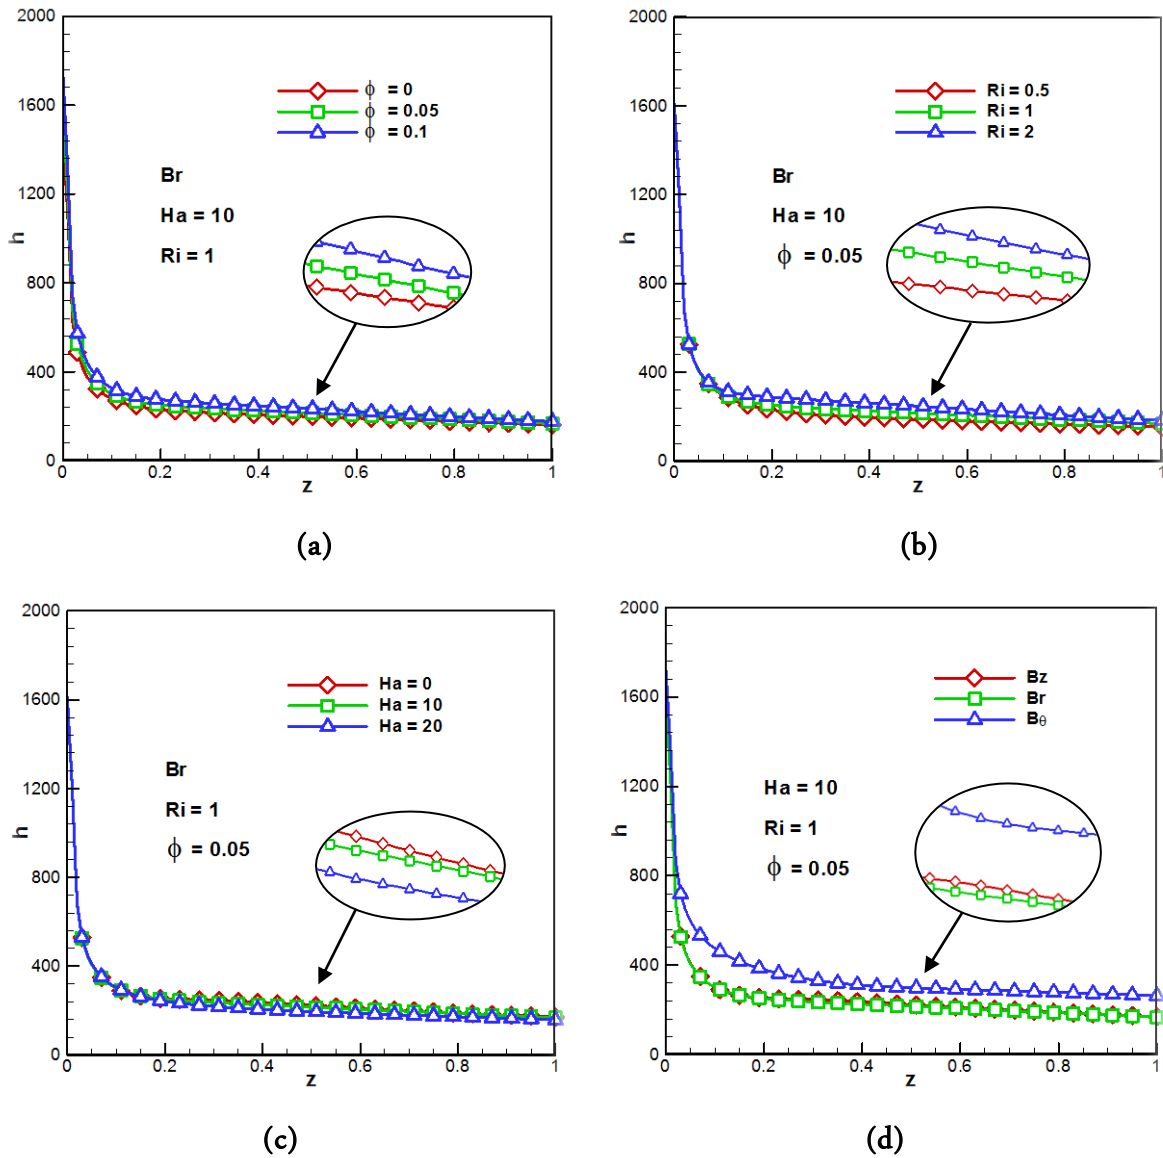 2000
1600
1200
800
400
0
h
ϕ = 0
ϕ = 0.05
ϕ = 0.1
Br
Ha = 10
Ri = 1
0 0.2 0.4 0.6 0.8 1
z
(a)
2000
1600
1200
800
400
0
h
Ri = 0.5
Ri = 1
Ri = 2
Br
Ha = 10
ϕ = 0.05
0 0.2 0.4 0.6 0.8 1
z
(b)
2000
1600
1200
800
400
0
h
Ha = 0
Ha = 10
Ha = 20
Br
Ri = 1
ϕ = 0.05
0 0.2 0.4 0.6 0.8 1
z
(c)
2000
1600
1200
800
400
0
h
Bz
Br
Bθ
Ha = 10
Ri = 1
ϕ = 0.05
0 0.2 0.4 0.6 0.8 1
z
(d)